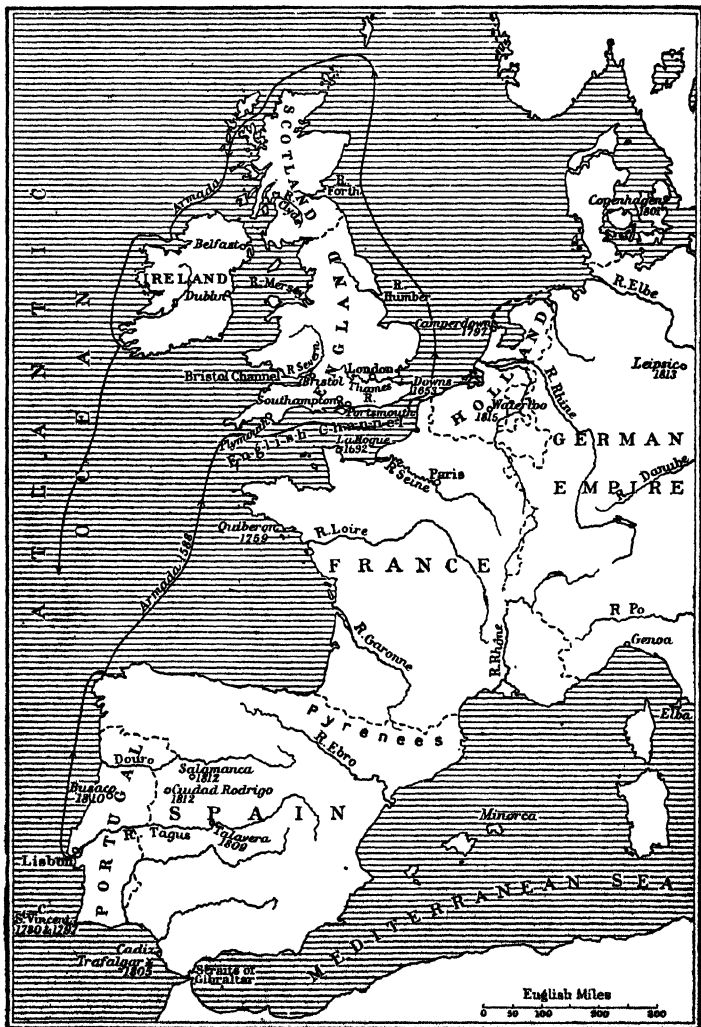 SCOTLAND
Armada
R.
Forth
Clyde
Copenhagen
1801
Belfast
IRELAND
Dublin
R. Mersey
R.
Humber
ENGLAND
R. Elbe
Camperdown
1797
Leipsic
1813
R. Severn
Bristol Channel
Bristol
London
Thames
R.
Downs
1653
HOLLAND
R. Rhine
Southampton
Portsmouth
Waterloo
1815
Plymouth
English Channel
La Hogue
1692
GERMAN
EMPIRE
R. Danube
R. Seine
Paris
ATLANTIC
OCEAN
Quiberon
1759
R. Loire
Armada 1588
FRANCE
R. Po
R. Garonne
R. Rhône
Genoa
Elba
Pyrenees
R. Ebro
Douro
Salamanca
1812
Busaco
1810
Ciudad Rodrigo
1812
SPAIN
PORTUGAL
Minorca
R. Tagus
Talavera
1809
Lisbon
MEDITERRANEAN SEA
C.
S. Vincent
1780 & 1797
Cadiz
Trafalgar
1805
Straits of
Gibraltar
English Miles
0 50 100 200 300